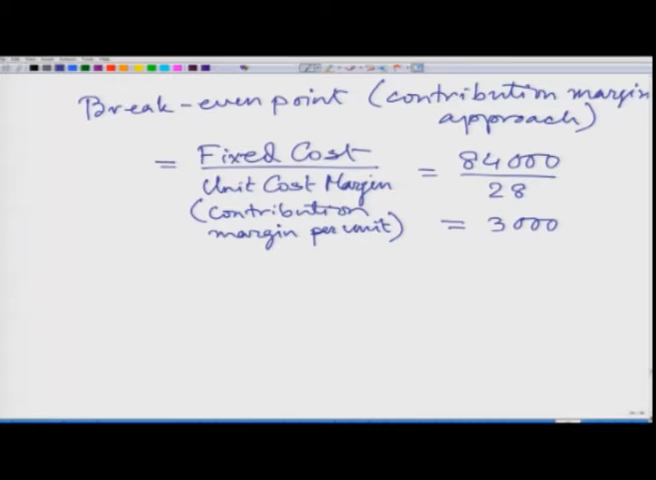 Break-even point (contribution margin
approach)
= Fixed Cost / Unit Cost Margin = 84000 / 28
(contribution
margin per unit) = 3000